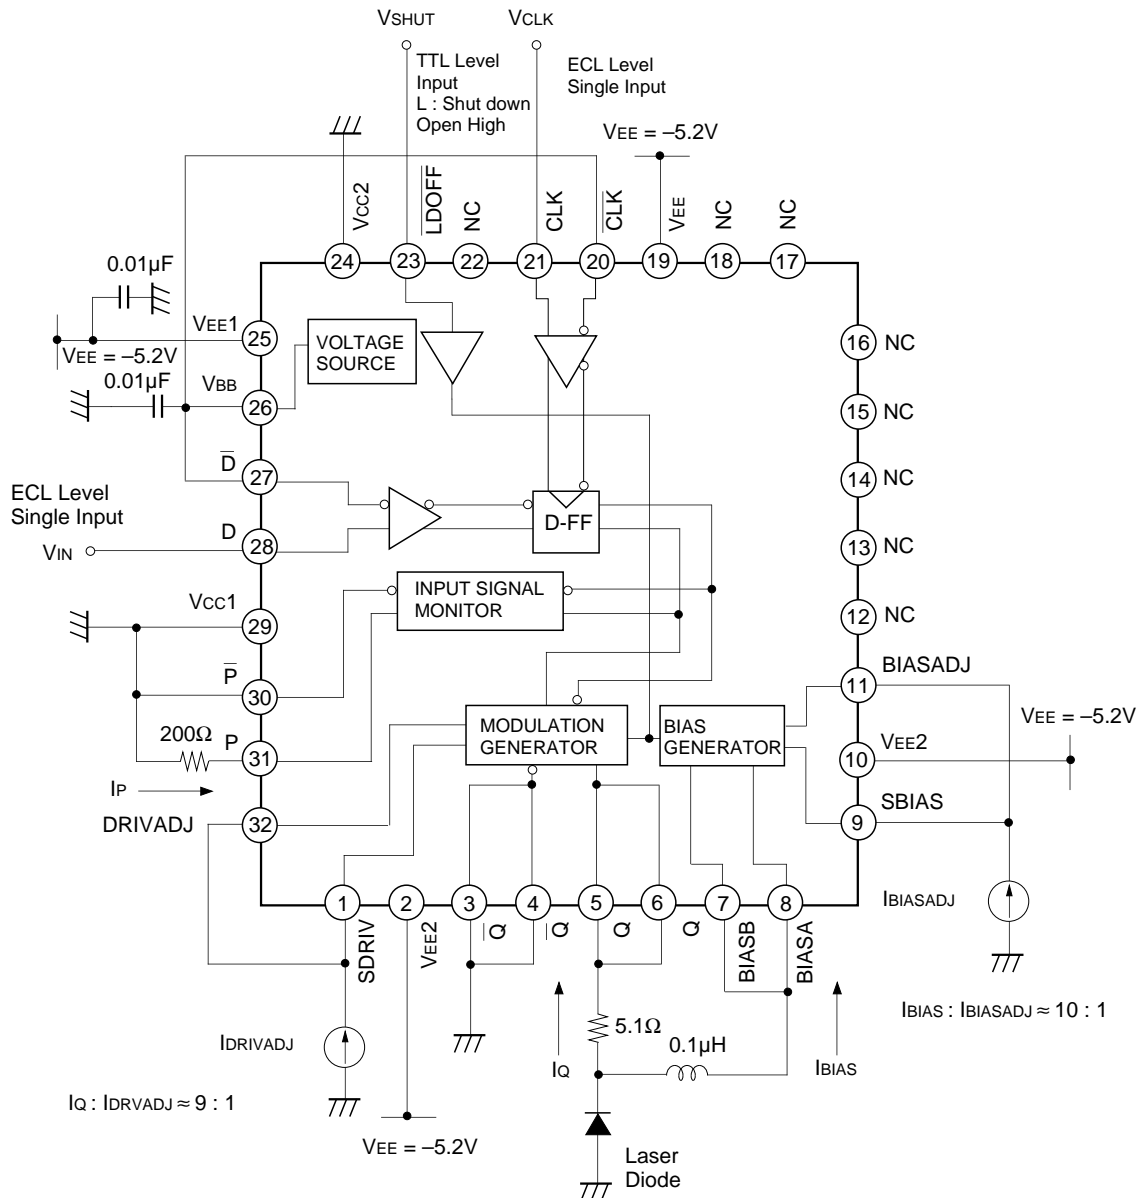 VSHUT
VCLK
TTL Level
Input
L : Shut down
Open High
ECL Level
Single Input
VEE = –5.2V
VCC2
L̅D̅O̅F̅F̅
NC
CLK
C̅L̅K̅
VEE
NC
NC
24
23
22
21
20
19
18
17
0.01µF
VEE1
25
VEE = –5.2V
0.01µF
VBB
26
VOLTAGE
SOURCE
16
NC
15
NC
D̅
27
ECL Level
Single Input
D
28
VIN
D-FF
14
NC
13
NC
VCC1
29
INPUT SIGNAL
MONITOR
12
NC
P̅
30
BIASADJ
11
200Ω
P
31
MODULATION
GENERATOR
BIAS
GENERATOR
VEE = –5.2V
VEE2
10
IP
DRIVADJ
32
SBIAS
9
1
2
3
4
5
6
7
8
SDRIV
VEE2
Q̅
Q̅
Q
Q
BIASB
BIASA
IBIASADJ
IBIAS : IBIASADJ ≈ 10 : 1
5.1Ω
0.1µH
IDRIVADJ
IQ
IBIAS
IQ : IDRVADJ ≈ 9 : 1
VEE = –5.2V
Laser
Diode